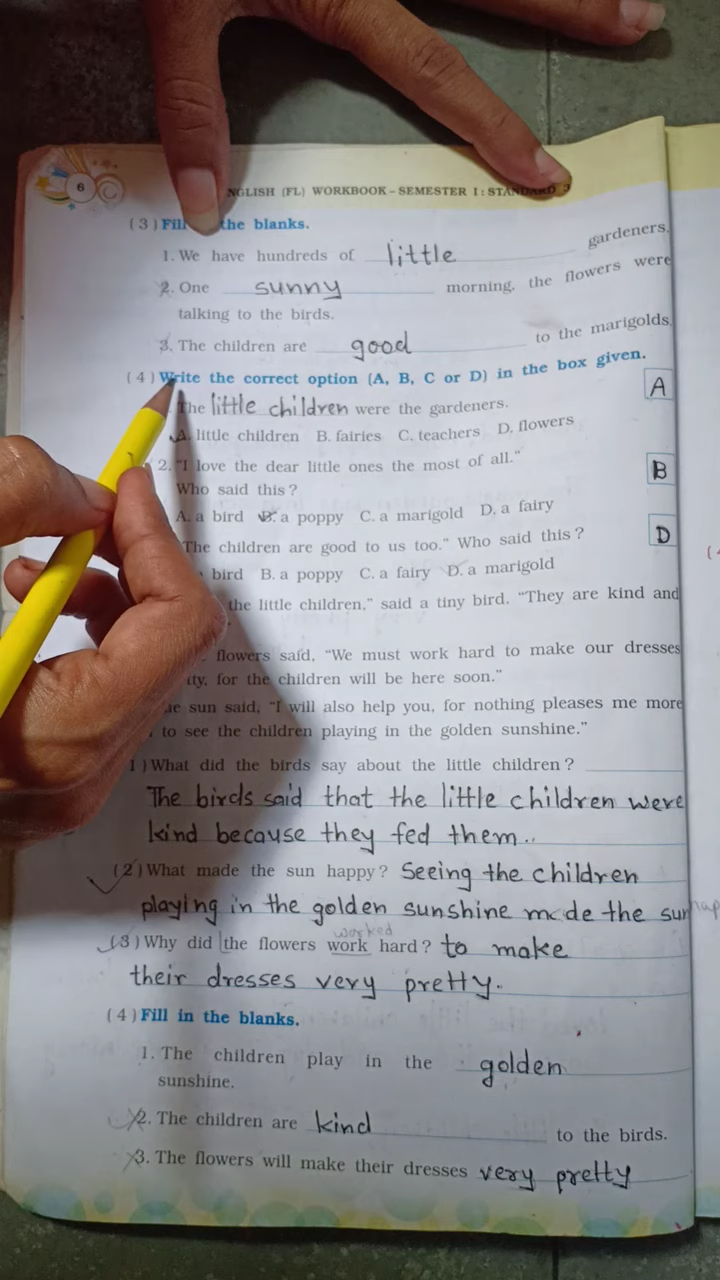 6
NGLISH (FL) WORKBOOK – SEMESTER I : STANDARD 3
(3) Fill the blanks.
1. We have hundreds of little gardeners.
2. One sunny morning, the flowers were
talking to the birds.
3. The children are good to the marigolds.
(4) Write the correct option (A, B, C or D) in the box given.
The little children were the gardeners. A
A. little children B. fairies C. teachers D. flowers
2. "I love the dear little ones the most of all."
Who said this? B
A. a bird B. a poppy C. a marigold D. a fairy
The children are good to us too." Who said this? D
bird B. a poppy C. a fairy D. a marigold
the little children," said a tiny bird. "They are kind and
flowers said, "We must work hard to make our dresses
ty, for the children will be here soon."
sun said, "I will also help you, for nothing pleases me more
to see the children playing in the golden sunshine."
1) What did the birds say about the little children?
The birds said that the little children were
kind because they fed them..
(2) What made the sun happy? Seeing the children
playing in the golden sunshine made the sun hap
worked
(3) Why did the flowers work hard? to make
their dresses very pretty.
(4) Fill in the blanks.
1. The children play in the golden
sunshine.
2. The children are kind to the birds.
3. The flowers will make their dresses very pretty